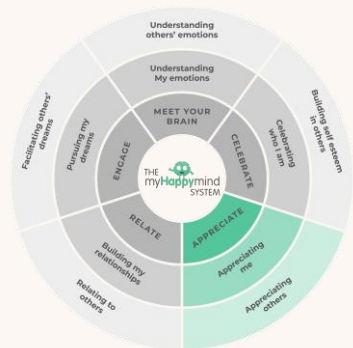 Understanding
others' emotions
Understanding
My emotions
MEET YOUR
BRAIN
Building self esteem
in others
Celebrating
who I am
CELEBRATE
THE
myHappymind
SYSTEM
APPRECIATE
Appreciating
me
Appreciating
others
RELATE
Building my
relationships
Relating to
others
ENGAGE
Pursuing my
dreams
Facilitating others'
dreams